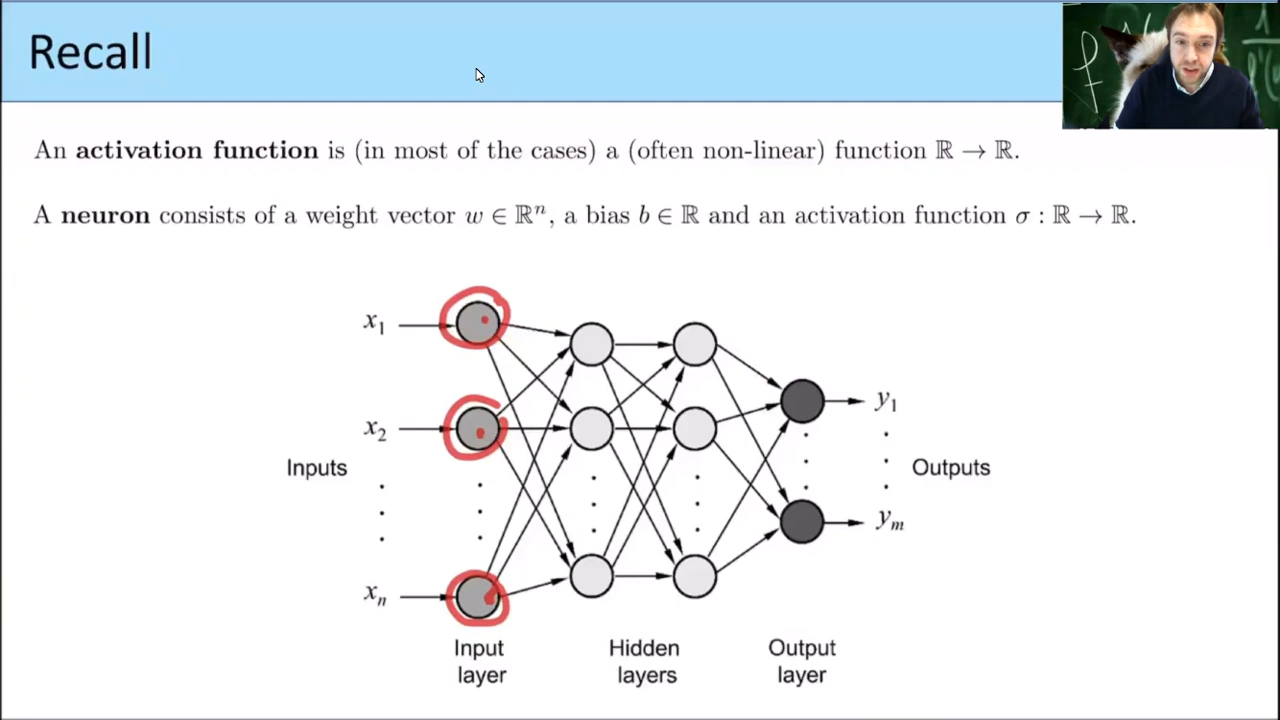 Recall
An activation function is (in most of the cases) a (often non-linear) function ℝ → ℝ.
A neuron consists of a weight vector w ∈ ℝⁿ, a bias b ∈ ℝ and an activation function σ : ℝ → ℝ.
x₁
x₂
Inputs
xₙ
y₁
Outputs
yₘ
Input
layer
Hidden
layers
Output
layer